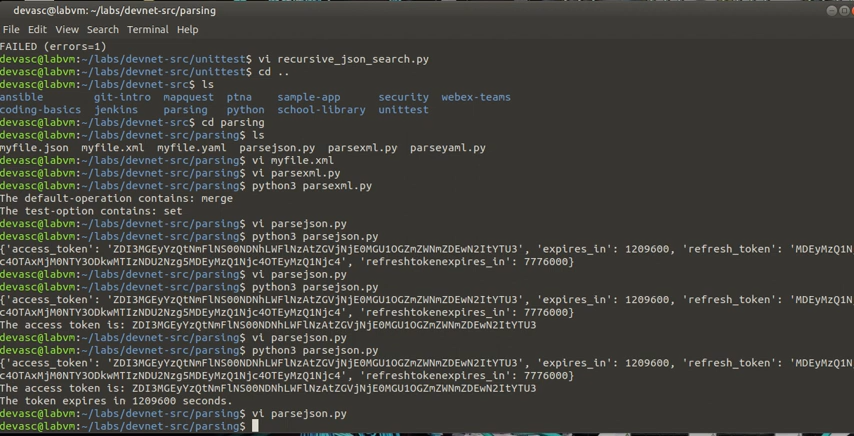 devasc@labvm: ~/labs/devnet-src/parsing
File Edit View Search Terminal Help
FAILED (errors=1)
devasc@labvm:~/labs/devnet-src/unittest$ vi recursive_json_search.py
devasc@labvm:~/labs/devnet-src/unittest$ cd ..
devasc@labvm:~/labs/devnet-src$ ls
ansible git-intro mapquest ptna sample-app security webex-teams
coding-basics jenkins parsing python school-library unittest
devasc@labvm:~/labs/devnet-src$ cd parsing
devasc@labvm:~/labs/devnet-src/parsing$ ls
myfile.json myfile.xml myfile.yaml parsejson.py parsexml.py parseyaml.py
devasc@labvm:~/labs/devnet-src/parsing$ vi myfile.xml
devasc@labvm:~/labs/devnet-src/parsing$ vi parsexml.py
devasc@labvm:~/labs/devnet-src/parsing$ python3 parsexml.py
The default-operation contains: merge
The test-option contains: set
devasc@labvm:~/labs/devnet-src/parsing$ vi parsejson.py
devasc@labvm:~/labs/devnet-src/parsing$ python3 parsejson.py
{'access_token': 'ZDI3MGEyYzQtNmFlNS00NDNhLWFlNzAtZGVjNjE0MGU1OGZmZWNmZDEwN2ItYTU3', 'expires_in': 1209600, 'refresh_token': 'MDEyMzQ1N
c4OTAxMjM0NTY3ODkwMTIzNDU2Nzg5MDEyMzQ1Njc4OTEyMzQ1Njc4', 'refreshtokenexpires_in': 7776000}
devasc@labvm:~/labs/devnet-src/parsing$ vi parsejson.py
devasc@labvm:~/labs/devnet-src/parsing$ python3 parsejson.py
{'access_token': 'ZDI3MGEyYzQtNmFlNS00NDNhLWFlNzAtZGVjNjE0MGU1OGZmZWNmZDEwN2ItYTU3', 'expires_in': 1209600, 'refresh_token': 'MDEyMzQ1N
c4OTAxMjM0NTY3ODkwMTIzNDU2Nzg5MDEyMzQ1Njc4OTEyMzQ1Njc4', 'refreshtokenexpires_in': 7776000}
The access token is: ZDI3MGEyYzQtNmFlNS00NDNhLWFlNzAtZGVjNjE0MGU1OGZmZWNmZDEwN2ItYTU3
devasc@labvm:~/labs/devnet-src/parsing$ vi parsejson.py
devasc@labvm:~/labs/devnet-src/parsing$ python3 parsejson.py
{'access_token': 'ZDI3MGEyYzQtNmFlNS00NDNhLWFlNzAtZGVjNjE0MGU1OGZmZWNmZDEwN2ItYTU3', 'expires_in': 1209600, 'refresh_token': 'MDEyMzQ1N
c4OTAxMjM0NTY3ODkwMTIzNDU2Nzg5MDEyMzQ1Njc4OTEyMzQ1Njc4', 'refreshtokenexpires_in': 7776000}
The access token is: ZDI3MGEyYzQtNmFlNS00NDNhLWFlNzAtZGVjNjE0MGU1OGZmZWNmZDEwN2ItYTU3
The token expires in 1209600 seconds.
devasc@labvm:~/labs/devnet-src/parsing$ vi parsejson.py
devasc@labvm:~/labs/devnet-src/parsing$